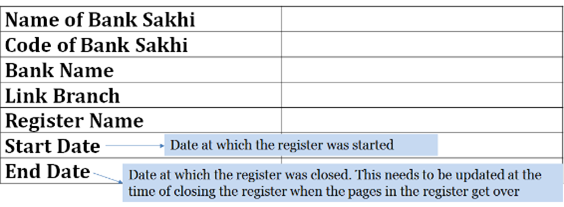 Name of Bank Sakhi
Code of Bank Sakhi
Bank Name
Link Branch
Register Name
Start Date
Date at which the register was started
End Date
Date at which the register was closed. This needs to be updated at the
time of closing the register when the pages in the register get over